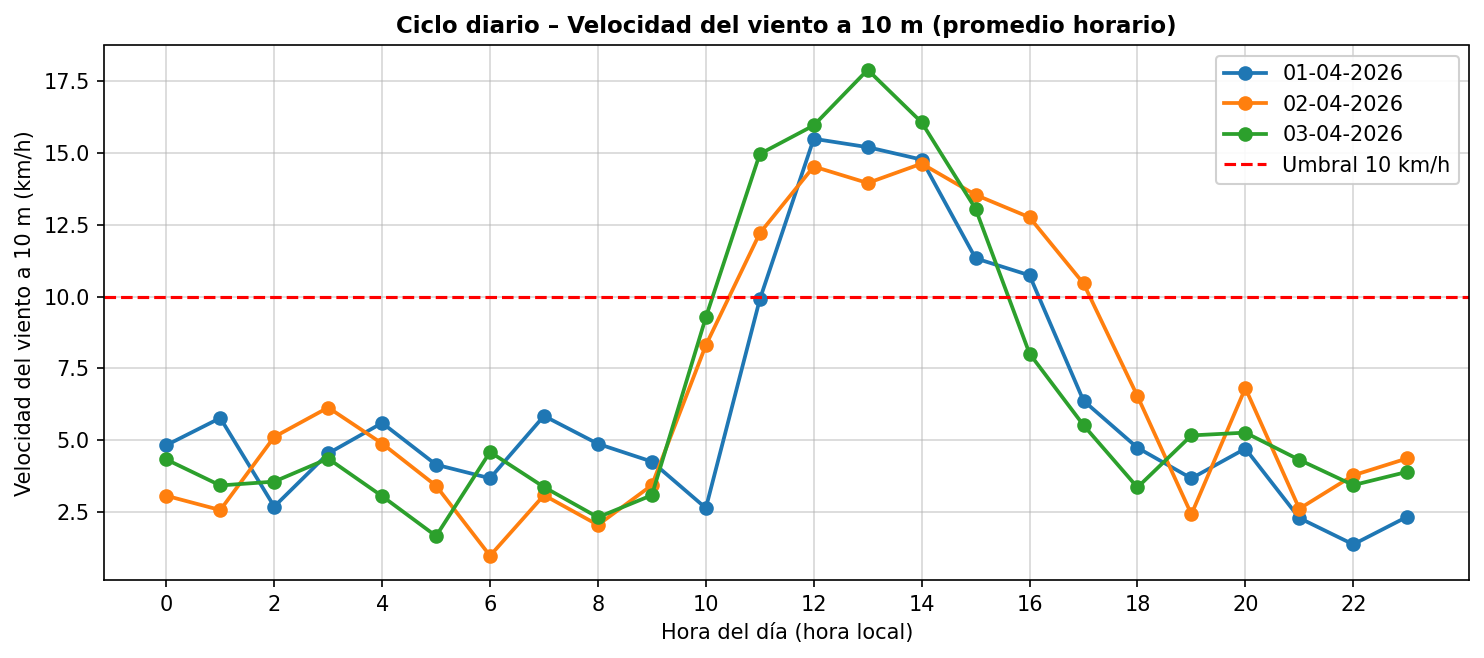 Ciclo diario – Velocidad del viento a 10 m (promedio horario)
Velocidad del viento a 10 m (km/h)
17.5
15.0
12.5
10.0
7.5
5.0
2.5
01-04-2026
02-04-2026
03-04-2026
Umbral 10 km/h
0 2 4 6 8 10 12 14 16 18 20 22
Hora del día (hora local)